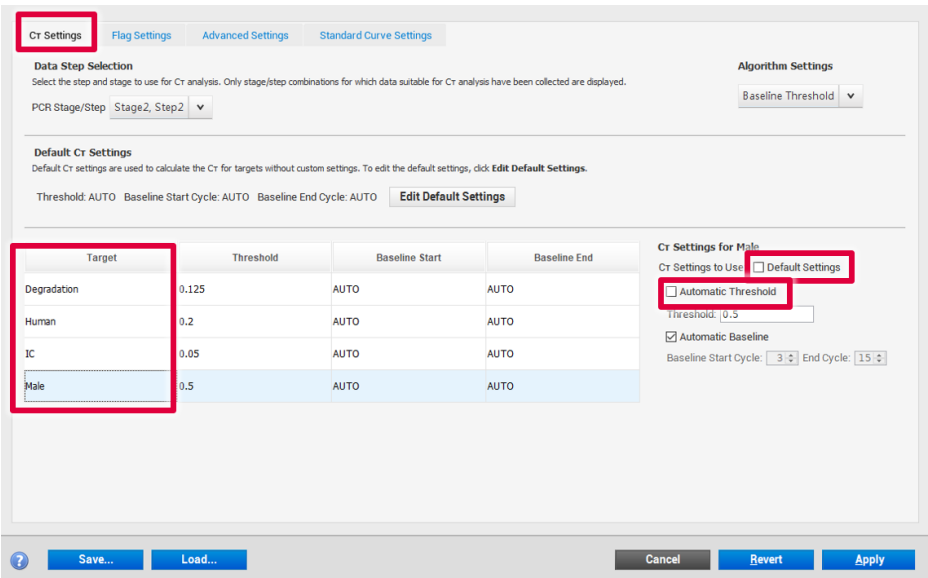 CT Settings Flag Settings Advanced Settings Standard Curve Settings
Data Step Selection
Select the step and stage to use for CT analysis. Only stage/step combinations for which data suitable for CT analysis have been collected are displayed.
PCR Stage/Step Stage2, Step2
Algorithm Settings
Baseline Threshold
Default CT Settings
Default CT settings are used to calculate the CT for targets without custom settings. To edit the default settings, click Edit Default Settings.
Threshold: AUTO Baseline Start Cycle: AUTO Baseline End Cycle: AUTO Edit Default Settings
Target Threshold Baseline Start Baseline End
Degradation 0.125 AUTO AUTO
Human 0.2 AUTO AUTO
IC 0.05 AUTO AUTO
Male 0.5 AUTO AUTO
CT Settings for Male
CT Settings to Use Default Settings
Automatic Threshold
Threshold: 0.5
Automatic Baseline
Baseline Start Cycle: 3 End Cycle: 15
? Save... Load... Cancel Revert Apply